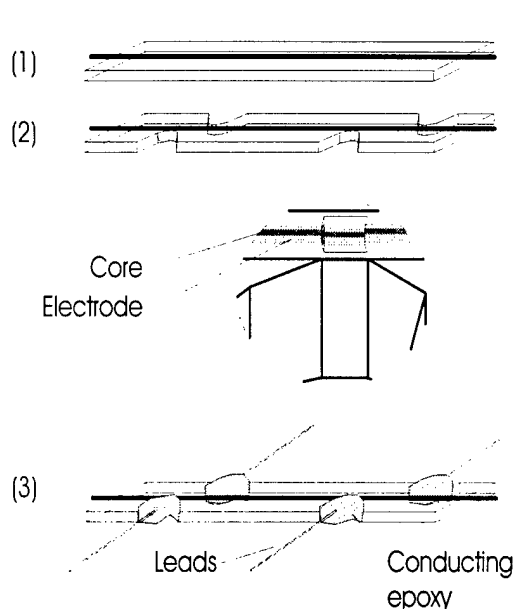 (1)
(2)
Core
Electrode
(3)
Leads
Conducting
epoxy